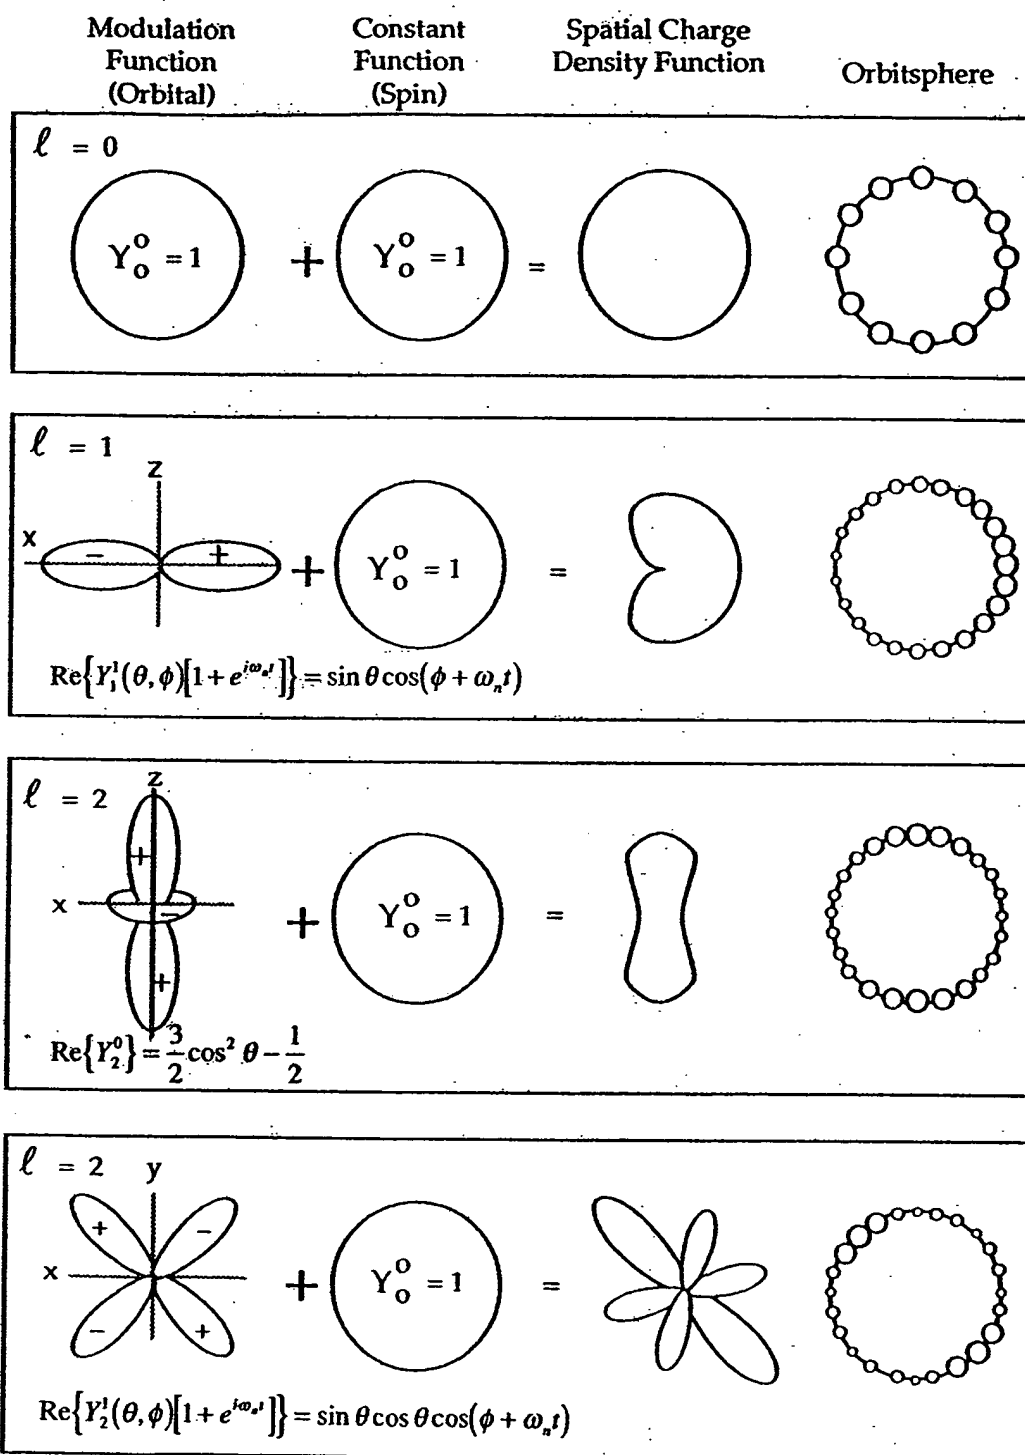 Modulation Function (Orbital)
Constant Function (Spin)
Spatial Charge Density Function
Orbitsphere
ℓ = 0
Y₀⁰ = 1
+
Y₀⁰ = 1
=
ℓ = 1
z
x
−
+
+
Y₀⁰ = 1
=
Re{Y₁¹(θ,ϕ)[1 + e^{iω_n t}]} = sin θ cos(ϕ + ω_n t)
ℓ = 2
z
+
x
−
+
+
Y₀⁰ = 1
=
Re{Y₂⁰} = 3/2 cos² θ − 1/2
ℓ = 2
y
+
−
x
−
+
+
Y₀⁰ = 1
=
Re{Y₂¹(θ,ϕ)[1 + e^{iω_n t}]} = sin θ cos θ cos(ϕ + ω_n t)